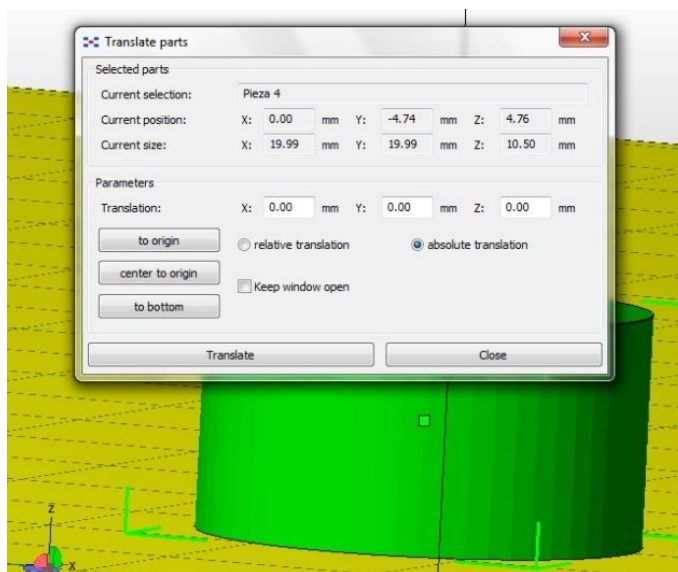 Translate parts
Selected parts
Current selection: Pieza 4
Current position: X: 0.00 mm Y: -4.74 mm Z: 4.76 mm
Current size: X: 19.99 mm Y: 19.99 mm Z: 10.50 mm
Parameters
Translation: X: 0.00 mm Y: 0.00 mm Z: 0.00 mm
to origin relative translation absolute translation
center to origin
Keep window open
to bottom
Translate Close
z
x